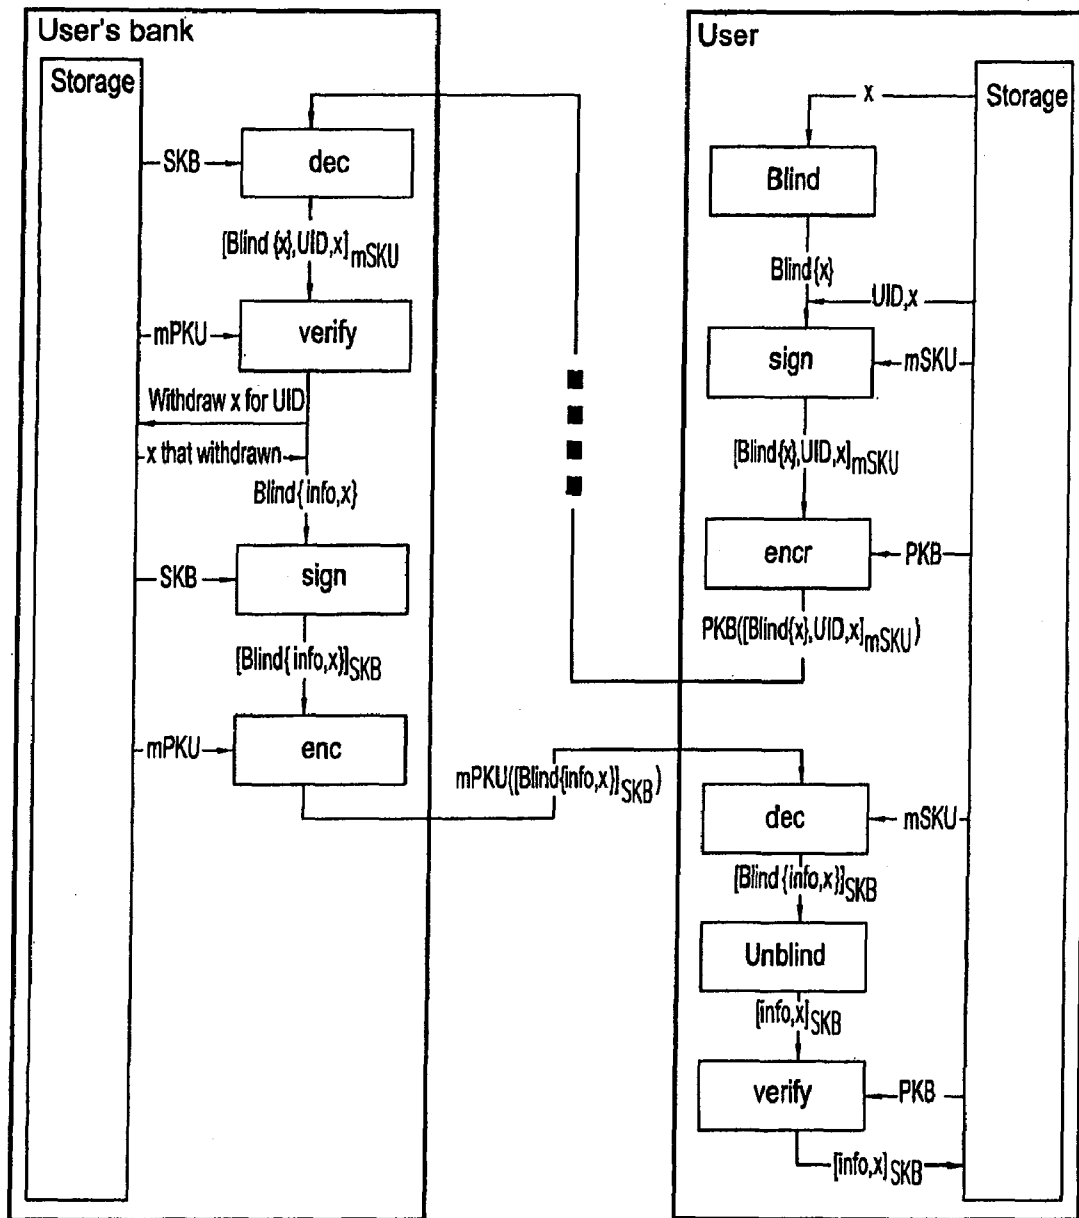 User's bank
Storage
SKB
dec
[Blind{x},UID,x]mSKU
mPKU
verify
Withdraw x for UID
x that withdrawn
Blind{info,x}
SKB
sign
[Blind{info,x}]SKB
mPKU
enc
mPKU([Blind{info,x}]SKB)
User
Storage
x
Blind
Blind{x}
UID,x
sign
mSKU
[Blind{x},UID,x]mSKU
encr
PKB
PKB([Blind{x},UID,x]mSKU)
dec
mSKU
[Blind{info,x}]SKB
Unblind
[info,x]SKB
verify
PKB
[info,x]SKB